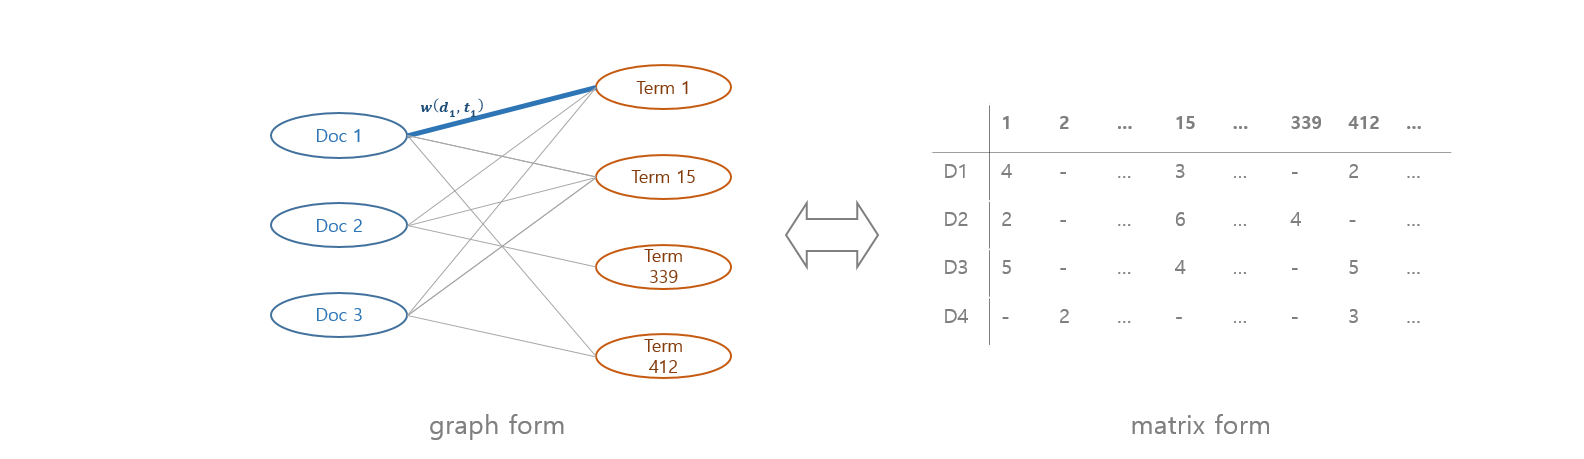 Term 1
w(d1, t1)
Doc 1
Term 15
Doc 2
Term
339
Doc 3
Term
412
graph form
1 2 ... 15 ... 339 412 ...
D1 4 - ... 3 ... - 2 ...
D2 2 - ... 6 ... 4 - ...
D3 5 - ... 4 ... - 5 ...
D4 - 2 ... - ... - 3 ...
matrix form